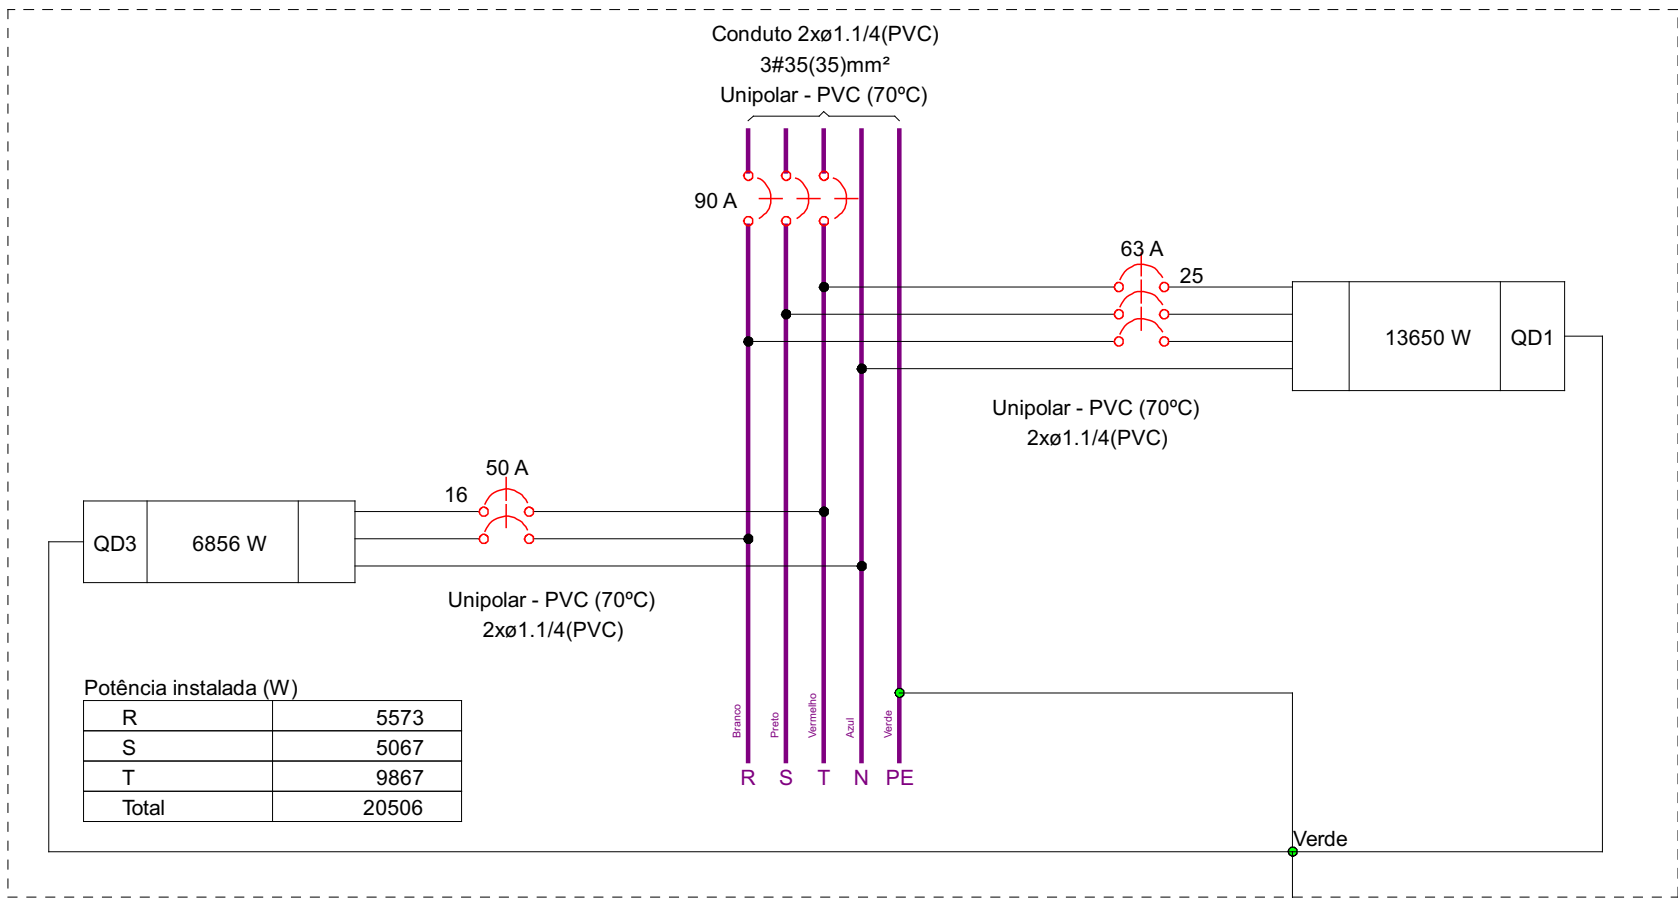 Conduto 2xø1.1/4(PVC)
3#35(35)mm²
Unipolar - PVC (70ºC)
90 A
63 A
25
13650 W
QD1
Unipolar - PVC (70ºC)
2xø1.1/4(PVC)
50 A
16
QD3
6856 W
Unipolar - PVC (70ºC)
2xø1.1/4(PVC)
Potência instalada (W)
R 5573
S 5067
T 9867
Total 20506
Branco
Preto
Vermelho
Azul
Verde
R S T N PE
Verde